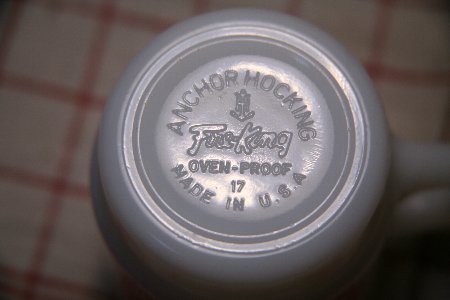 ANCHOR HOCKING
Fire-King
OVEN-PROOF
17
MADE IN U.S.A